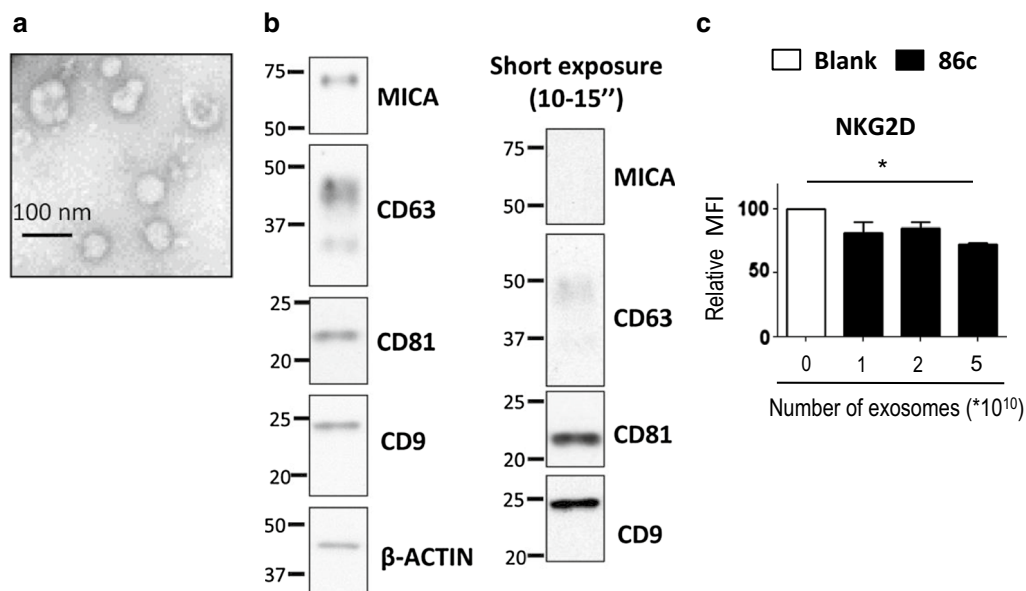 a
100 nm
b
75
50
MICA
50
37
CD63
25
20
CD81
25
20
CD9
50
37
β-ACTIN
Short exposure
(10-15’’)
75
50
MICA
50
37
CD63
25
20
CD81
25
20
CD9
c
Blank 86c
NKG2D
*
Relative MFI
100
50
0
0 1 2 5
Number of exosomes (*10¹⁰)